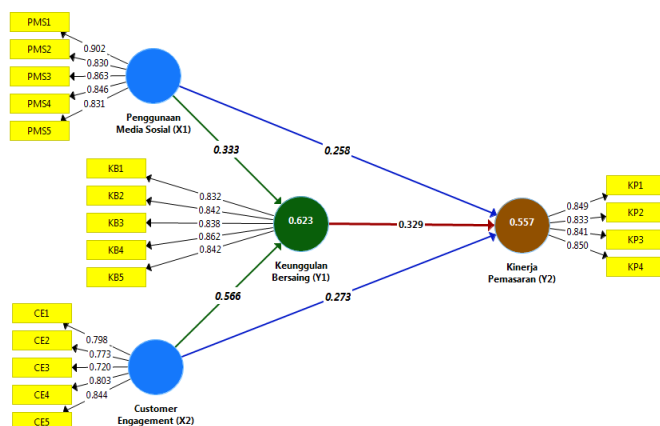 PMS1
PMS2
PMS3
PMS4
PMS5
0.902
0.830
0.863
0.846
0.831
Penggunaan
Media Sosial (X1)
0.333
0.258
KB1
KB2
KB3
KB4
KB5
0.832
0.842
0.838
0.862
0.842
0.623
Keunggulan
Bersaing (Y1)
0.329
0.557
Kinerja
Pemasaran (Y2)
0.849
0.833
0.841
0.850
KP1
KP2
KP3
KP4
0.566
0.273
CE1
CE2
CE3
CE4
CE5
0.798
0.773
0.720
0.803
0.844
Customer
Engagement (X2)